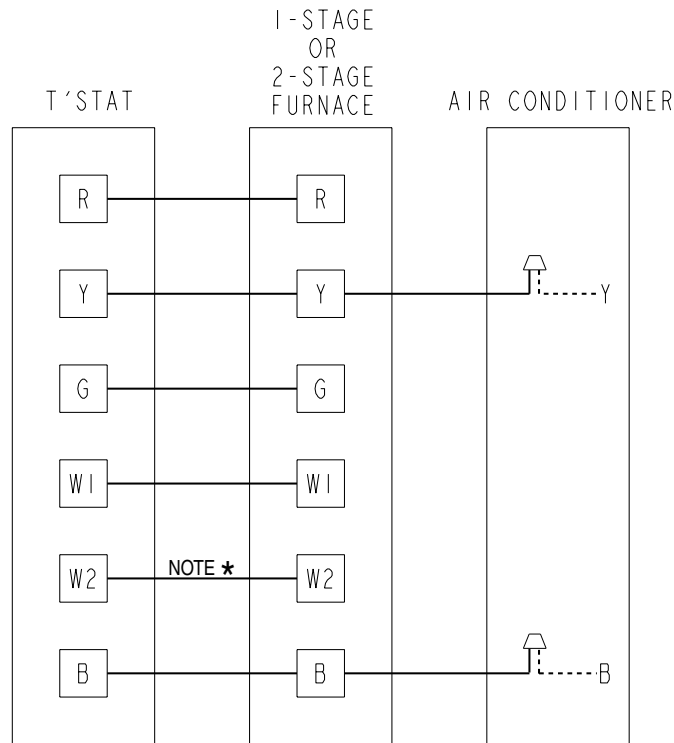 1-STAGE
OR
2-STAGE
FURNACE
T'STAT
AIR CONDITIONER
R R
Y Y Y
G G
W1 W1
W2 NOTE * W2
B B B